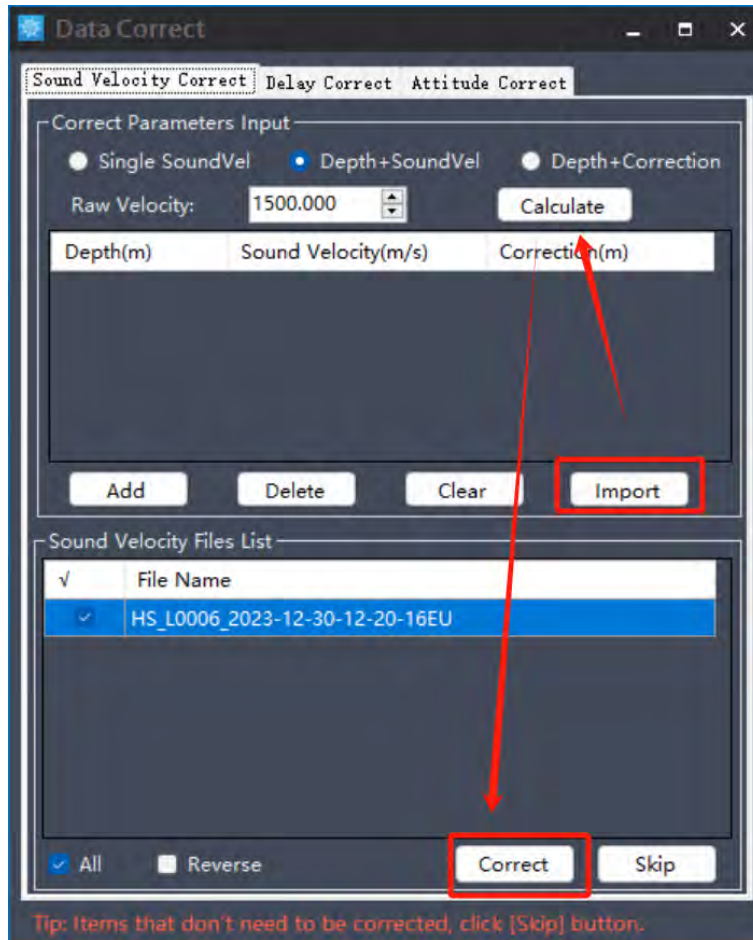 Data Correct
Sound Velocity Correct Delay Correct Attitude Correct
Correct Parameters Input
Single SoundVel Depth+SoundVel Depth+Correction
Raw Velocity: 1500.000 Calculate
Depth(m) Sound Velocity(m/s) Correction(m)
Add Delete Clear Import
Sound Velocity Files List
√ File Name
HS_L0006_2023-12-30-12-20-16EU
All Reverse Correct Skip
Tip: Items that don't need to be corrected, click [Skip] button.